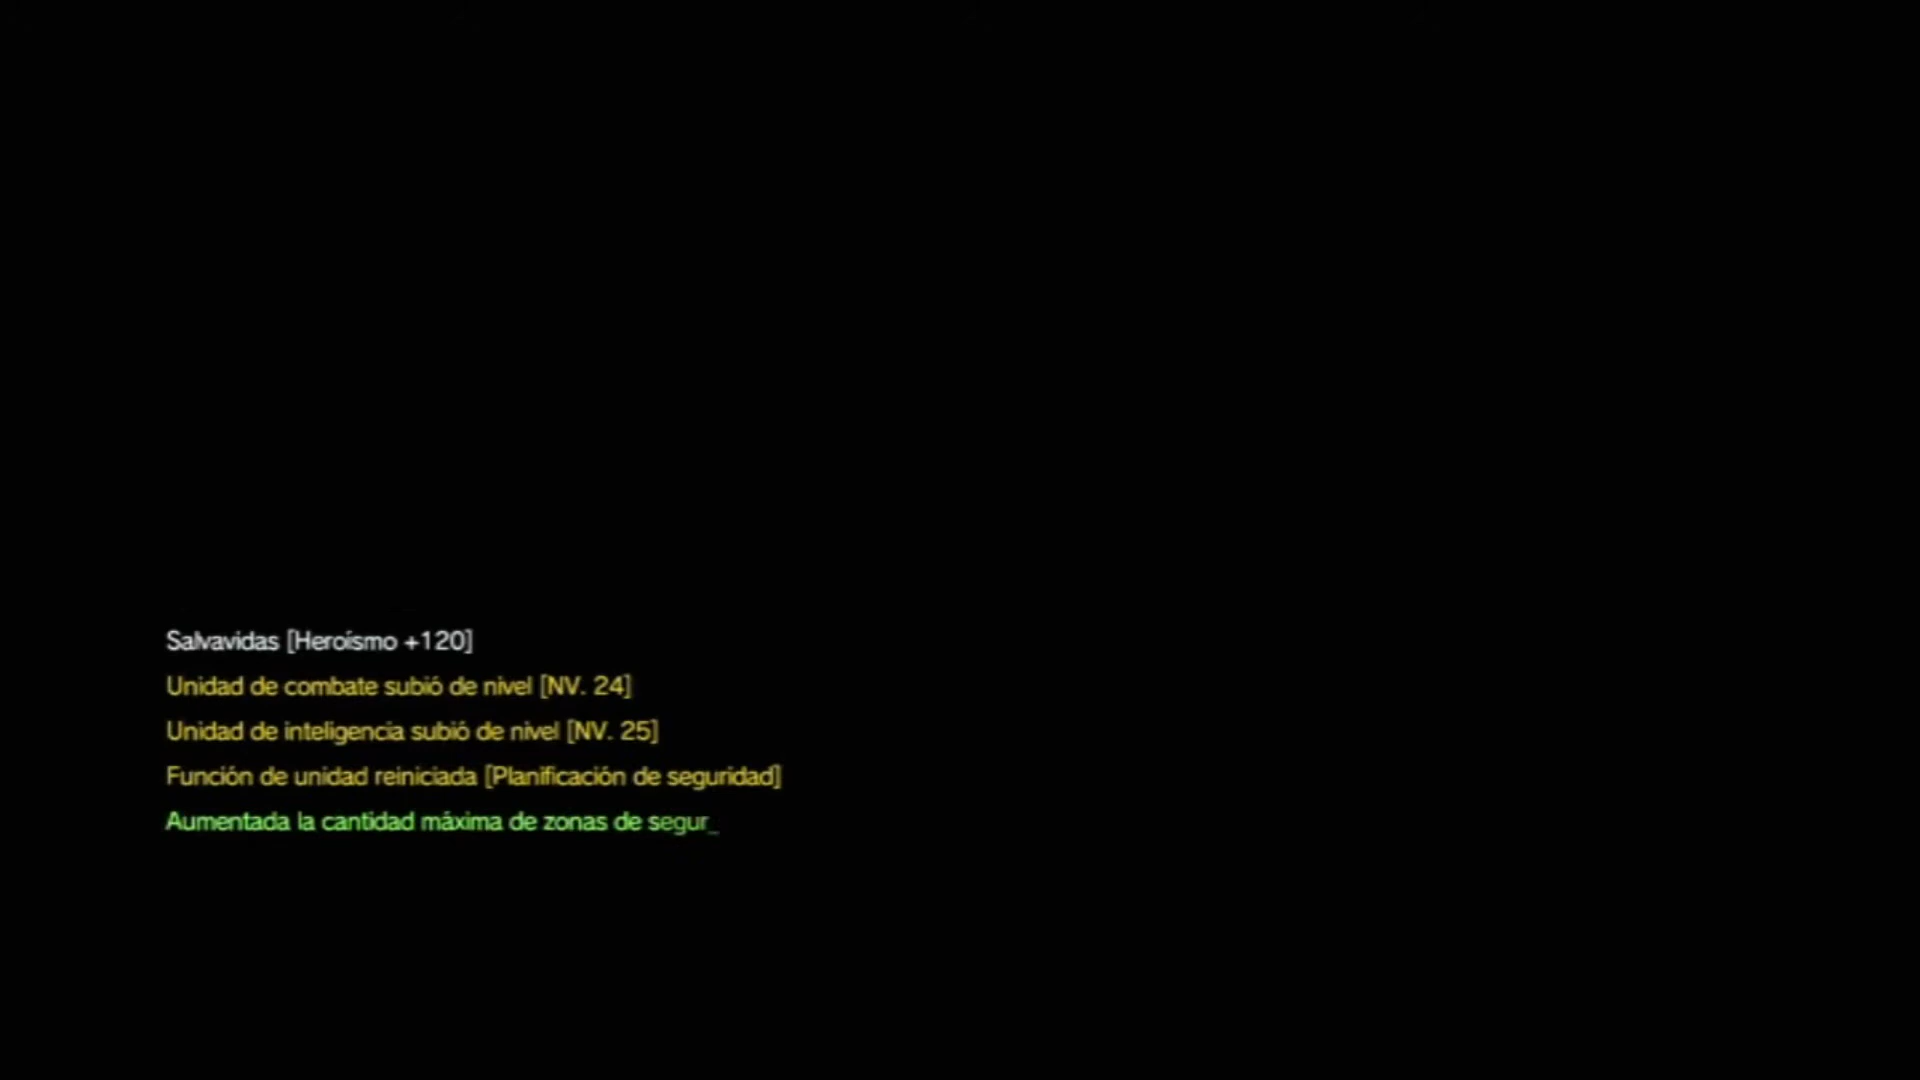 Salvavidas [Heroísmo +120]
Unidad de combate subió de nivel [NV. 24]
Unidad de inteligencia subió de nivel [NV. 25]
Función de unidad reiniciada [Planificación de seguridad]
Aumentada la cantidad máxima de zonas de segur_